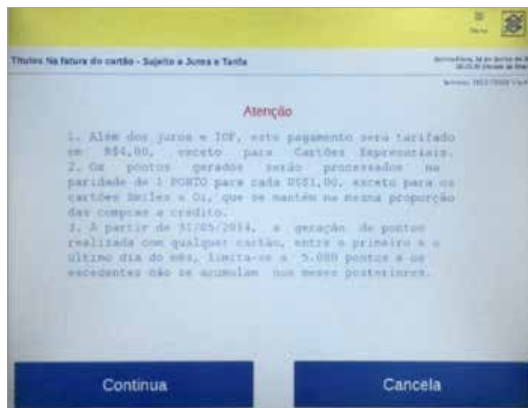 Menu
Títulos Na fatura do cartão - Sujeito a Juros e Tarifa
Atenção
1. Além dos juros e IOF, este pagamento será tarifado
em R$4,00, exceto para Cartões Empresariais.
2. Os pontos gerados serão processados na
paridade de 1 PONTO para cada US$1,00, exceto para os
cartões Smiles e Oi, que se mantém na mesma proporção
das compras a crédito.
3. A partir de 31/05/2014, a geração de pontos
realizada com qualquer cartão, entre o primeiro e o
último dia do mês, limita-se a 5.000 pontos e os
excedentes não se acumulam nos meses posteriores.
Continua
Cancela